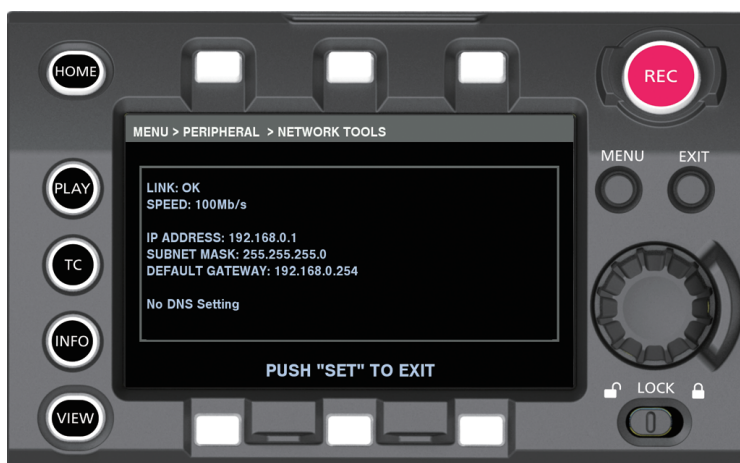 HOME
REC
MENU > PERIPHERAL > NETWORK TOOLS
MENU EXIT
PLAY
LINK: OK
SPEED: 100Mb/s
IP ADDRESS: 192.168.0.1
SUBNET MASK: 255.255.255.0
DEFAULT GATEWAY: 192.168.0.254
TC
No DNS Setting
INFO
PUSH "SET" TO EXIT
LOCK
VIEW